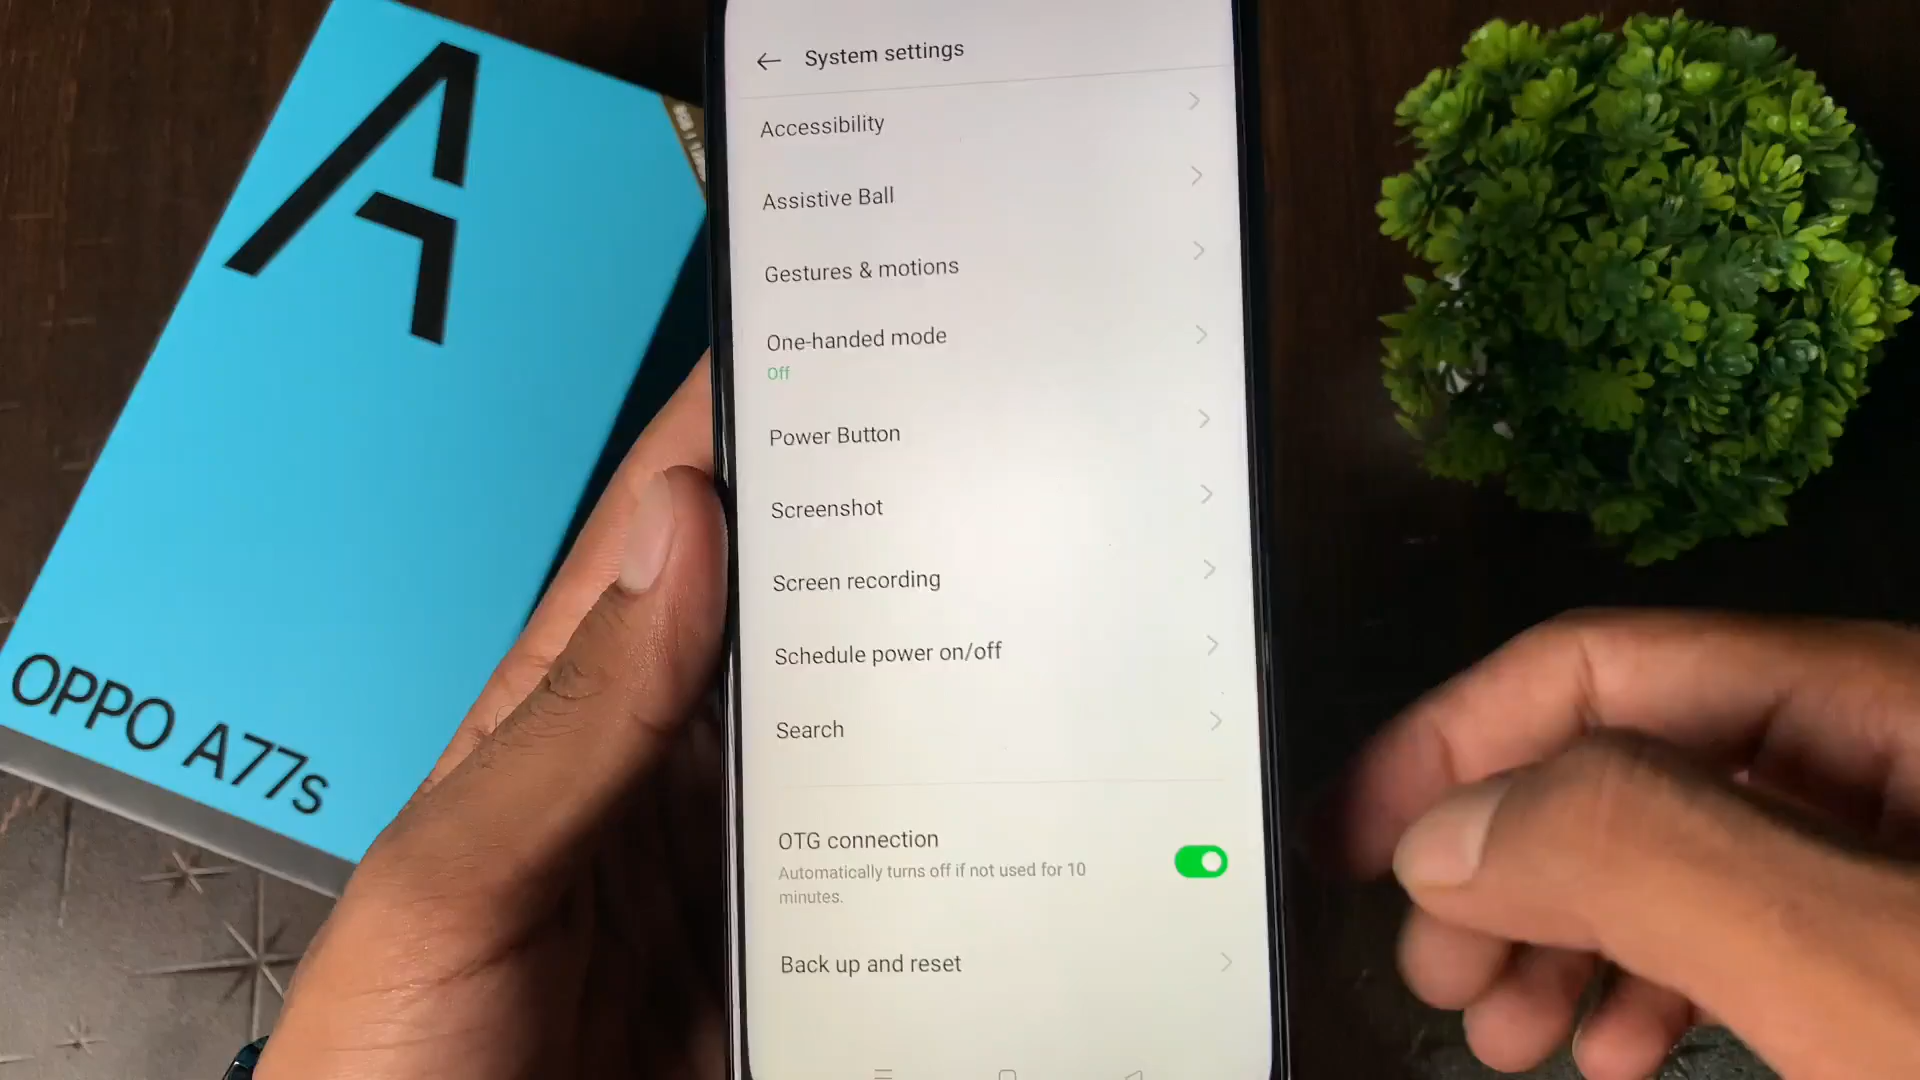 A
OPPO A77s
System settings
Accessibility
Assistive Ball
Gestures & motions
One-handed mode
Off
Power Button
Screenshot
Screen recording
Schedule power on/off
Search
OTG connection
Automatically turns off if not used for 10
minutes.
Back up and reset